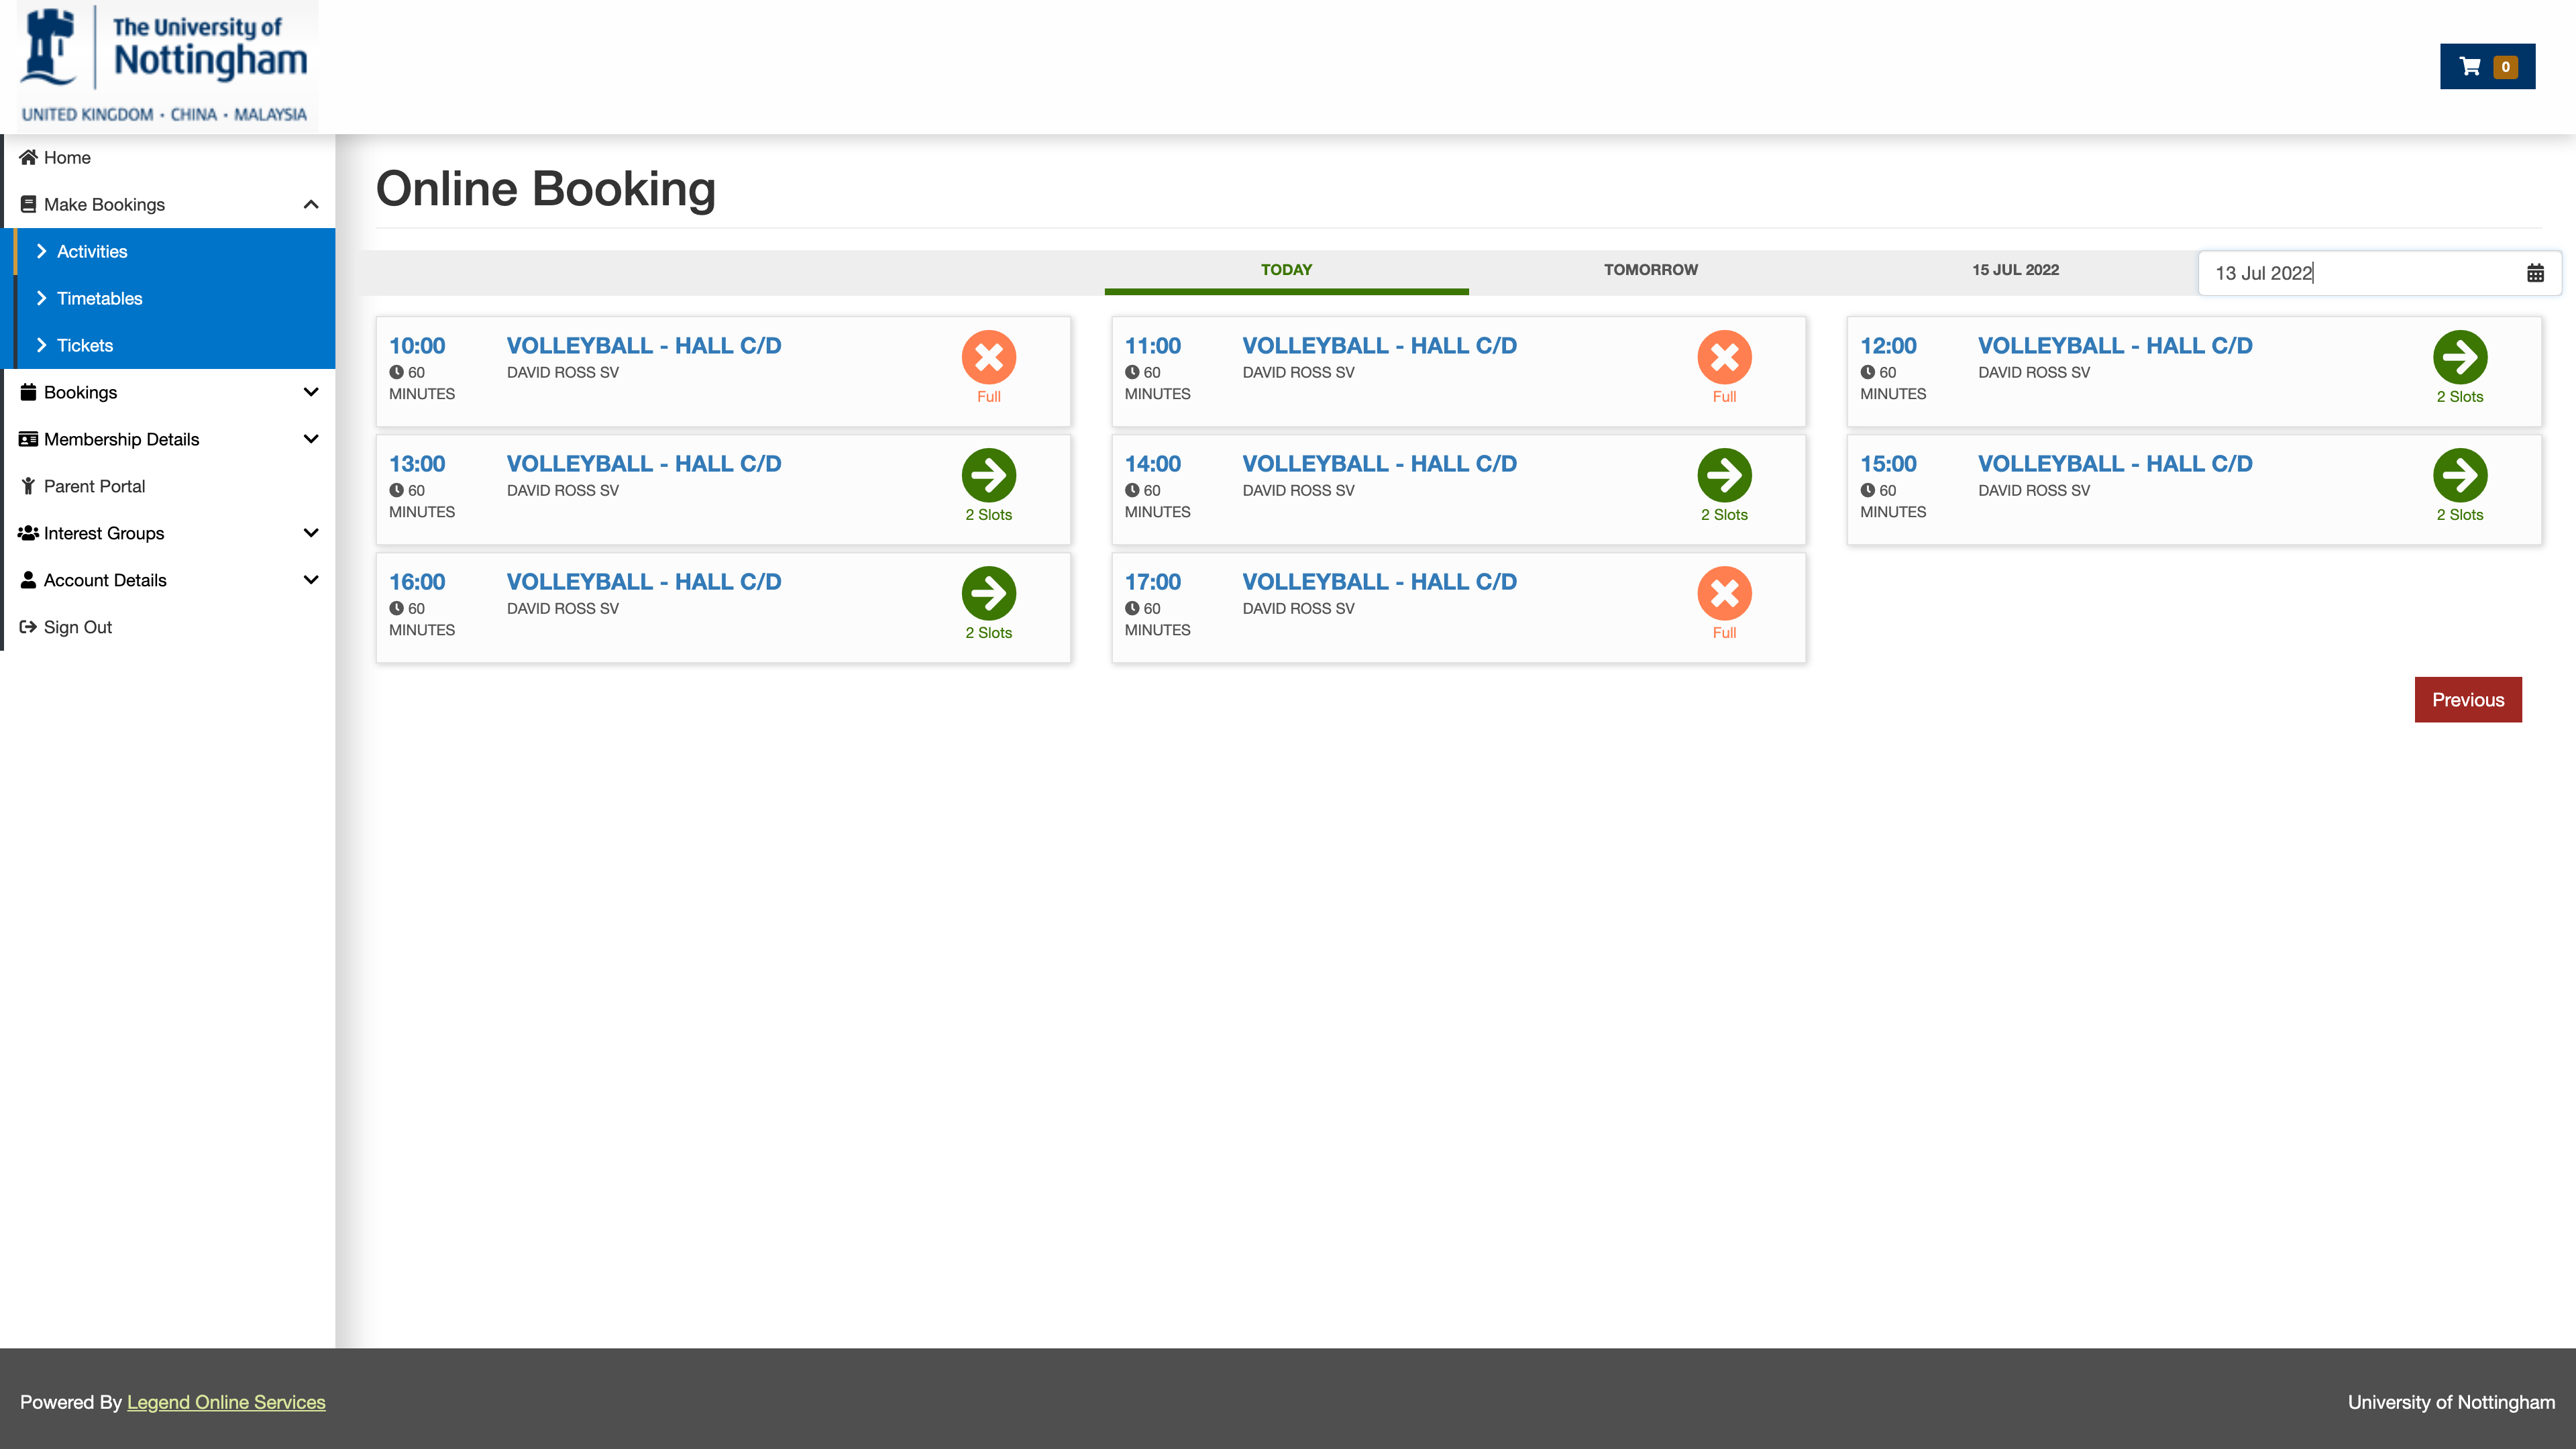 The University of
Nottingham
UNITED KINGDOM · CHINA · MALAYSIA
0
Home
Make Bookings
Activities
Timetables
Tickets
Bookings
Membership Details
Parent Portal
Interest Groups
Account Details
Sign Out
Online Booking
TODAY
TOMORROW
15 JUL 2022
13 Jul 2022
10:00
60
MINUTES
VOLLEYBALL - HALL C/D
DAVID ROSS SV
Full
11:00
60
MINUTES
VOLLEYBALL - HALL C/D
DAVID ROSS SV
Full
12:00
60
MINUTES
VOLLEYBALL - HALL C/D
DAVID ROSS SV
2 Slots
13:00
60
MINUTES
VOLLEYBALL - HALL C/D
DAVID ROSS SV
2 Slots
14:00
60
MINUTES
VOLLEYBALL - HALL C/D
DAVID ROSS SV
2 Slots
15:00
60
MINUTES
VOLLEYBALL - HALL C/D
DAVID ROSS SV
2 Slots
16:00
60
MINUTES
VOLLEYBALL - HALL C/D
DAVID ROSS SV
2 Slots
17:00
60
MINUTES
VOLLEYBALL - HALL C/D
DAVID ROSS SV
Full
Previous
Powered By Legend Online Services
University of Nottingham